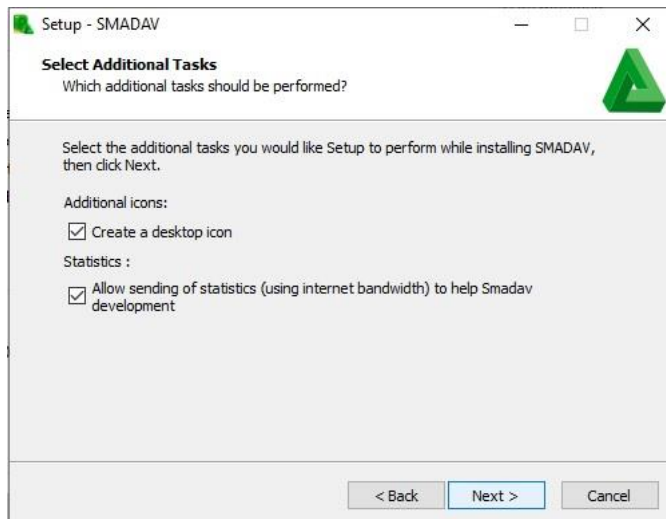 Setup - SMADAV
Select Additional Tasks
Which additional tasks should be performed?
Select the additional tasks you would like Setup to perform while installing SMADAV,
then click Next.
Additional icons:
Create a desktop icon
Statistics :
Allow sending of statistics (using internet bandwidth) to help Smadav
development
< Back
Next >
Cancel